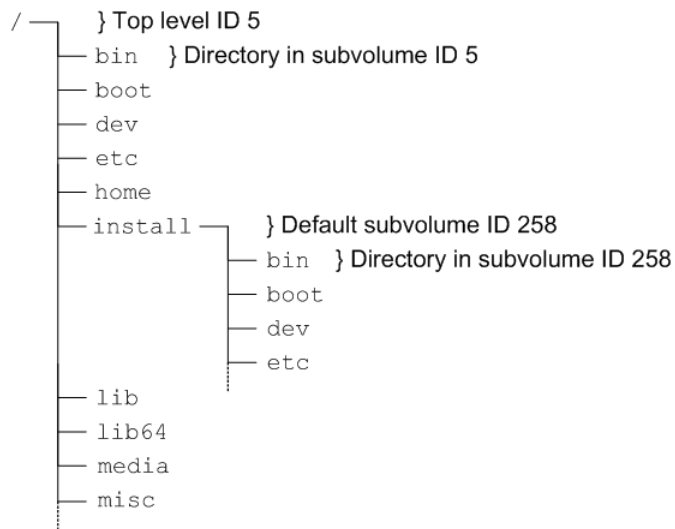 / } Top level ID 5
bin } Directory in subvolume ID 5
boot
dev
etc
home
install } Default subvolume ID 258
bin } Directory in subvolume ID 258
boot
dev
etc
lib
lib64
media
misc